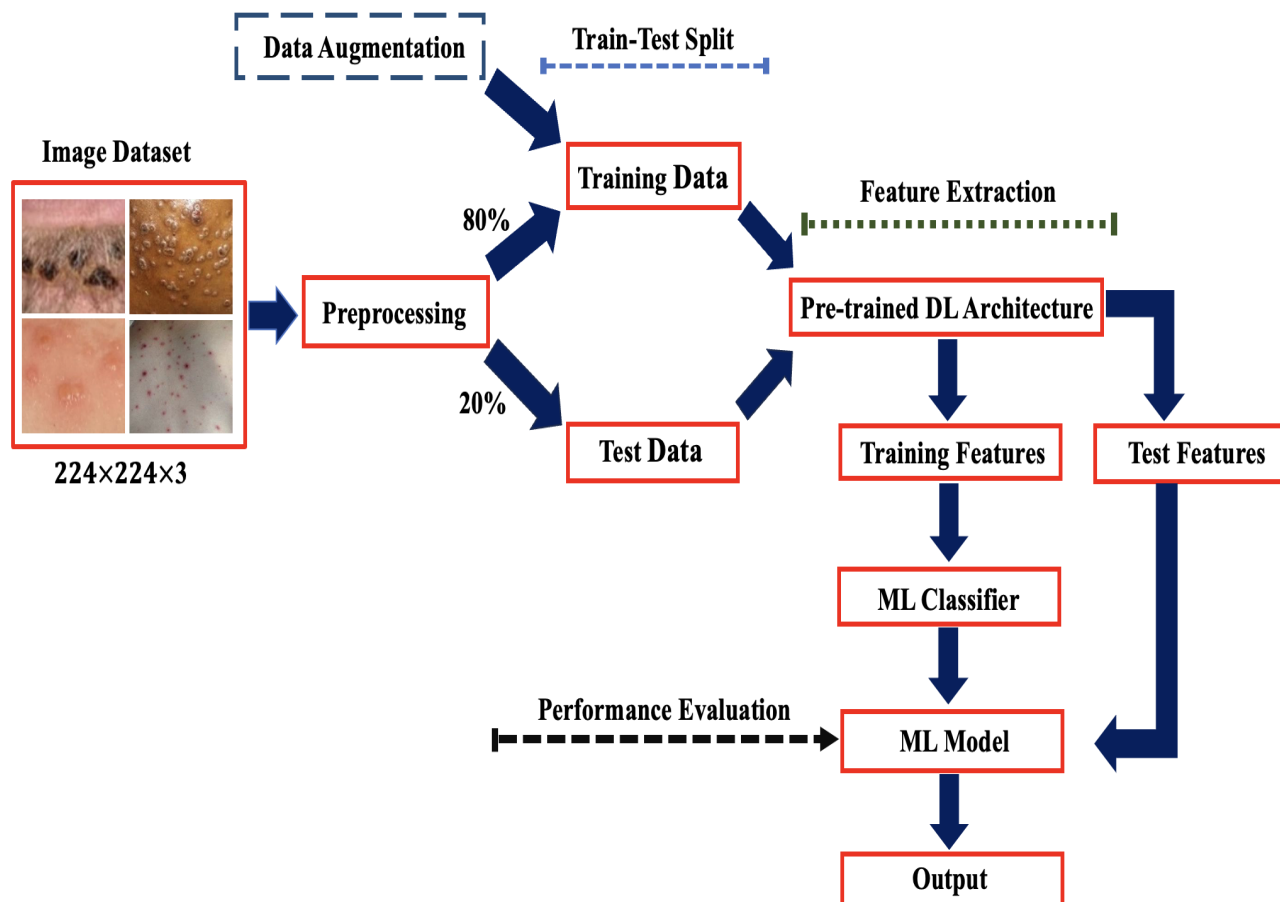 Data Augmentation
Train-Test Split
Image Dataset
Training Data
80%
Feature Extraction
Preprocessing
Pre-trained DL Architecture
20%
Test Data
Training Features
Test Features
224×224×3
ML Classifier
Performance Evaluation
ML Model
Output